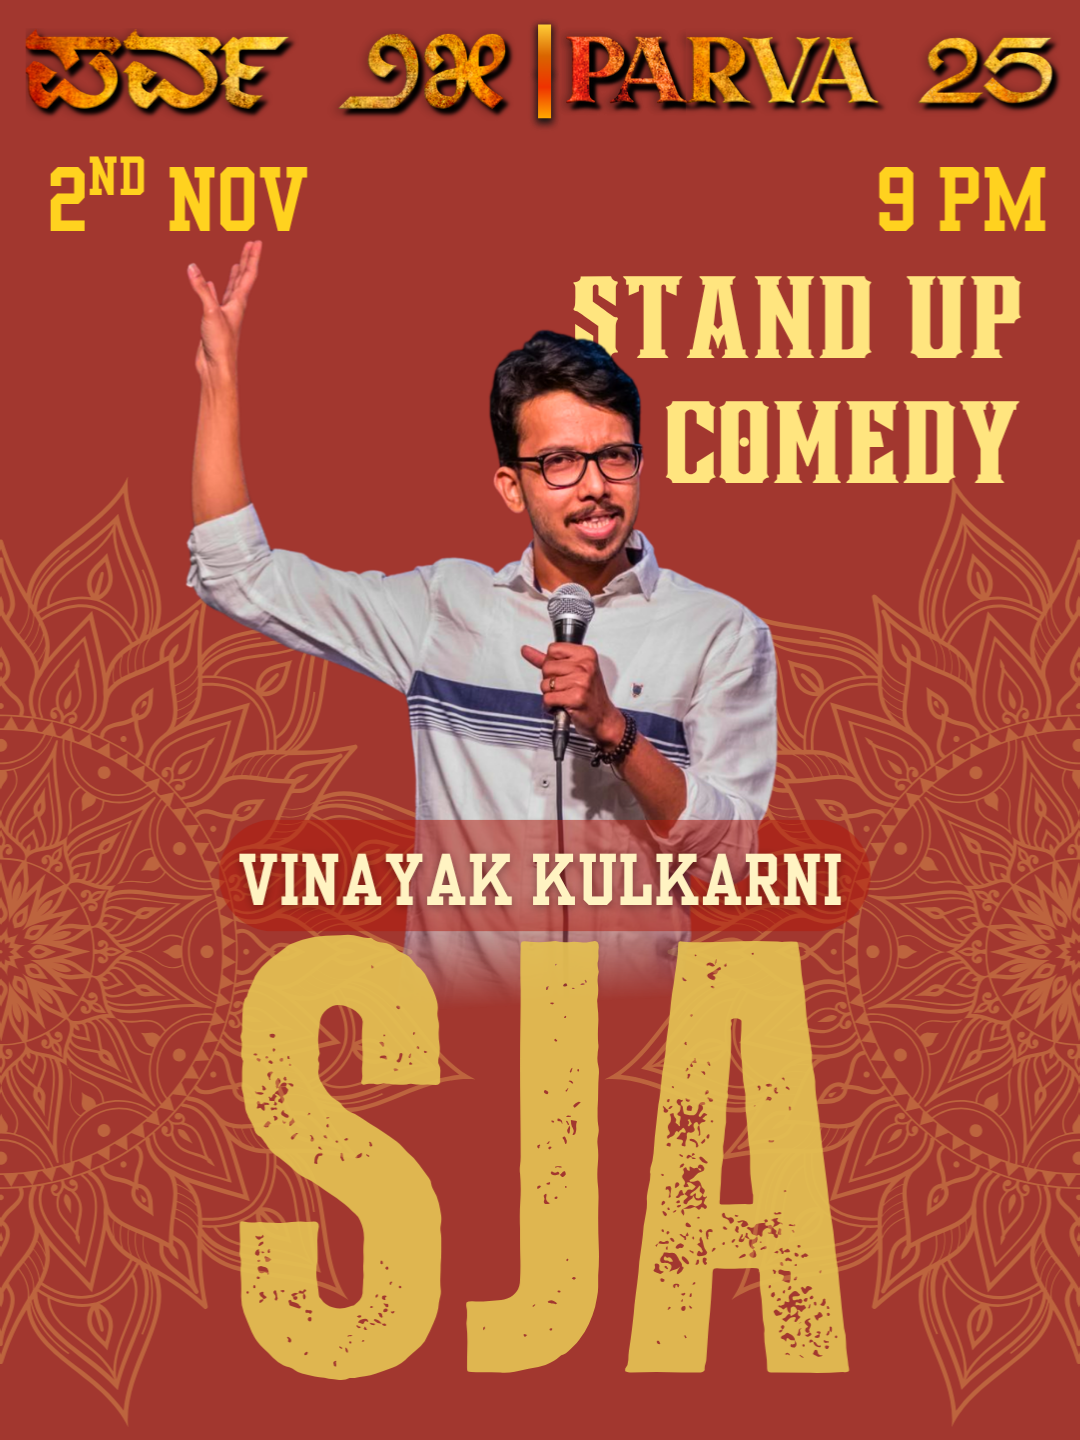 ಪರ್ವ ೨೫ | PARVA 25
2ND NOV 9 PM
STAND UP
COMEDY
VINAYAK KULKARNI
SJA